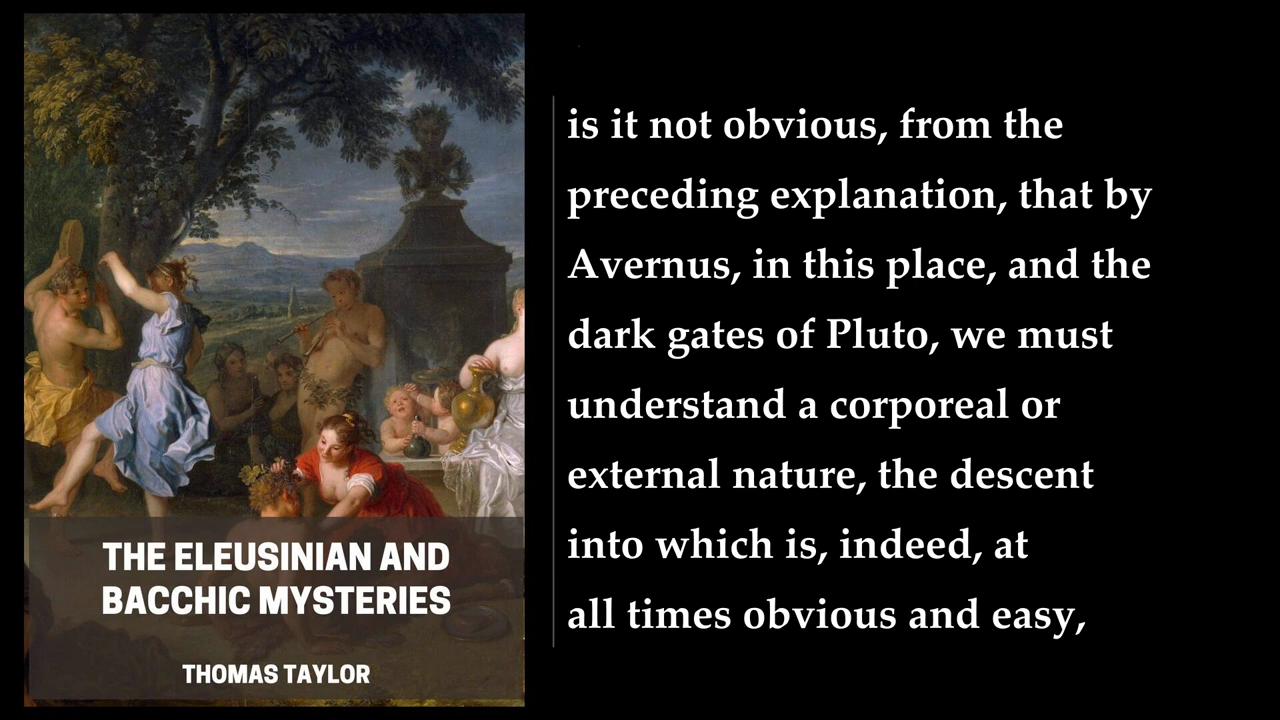 THE ELEUSINIAN AND
BACCHIC MYSTERIES
THOMAS TAYLOR
is it not obvious, from the
preceding explanation, that by
Avernus, in this place, and the
dark gates of Pluto, we must
understand a corporeal or
external nature, the descent
into which is, indeed, at
all times obvious and easy,